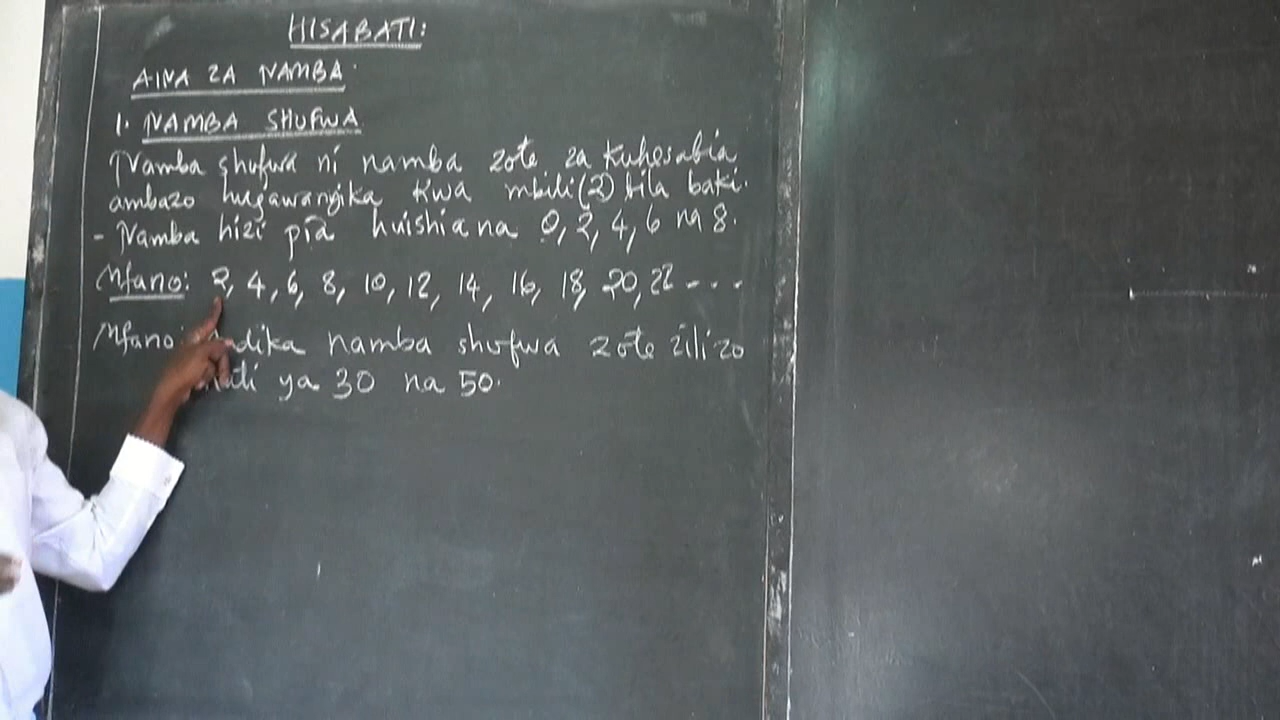 HISABATI:
AINA ZA NAMBA
1. NAMBA SHUFWA
Namba shufwa ni namba zote za kuhesabia
ambazo hugawanyika kwa mbili (2) bila baki.
- Namba hizi pia huishia na 0, 2, 4, 6 na 8.
Mfano: 2, 4, 6, 8, 10, 12, 14, 16, 18, 20, 22 - - -
Mfano: namba shufwa zote zilizo
ya 30 na 50.